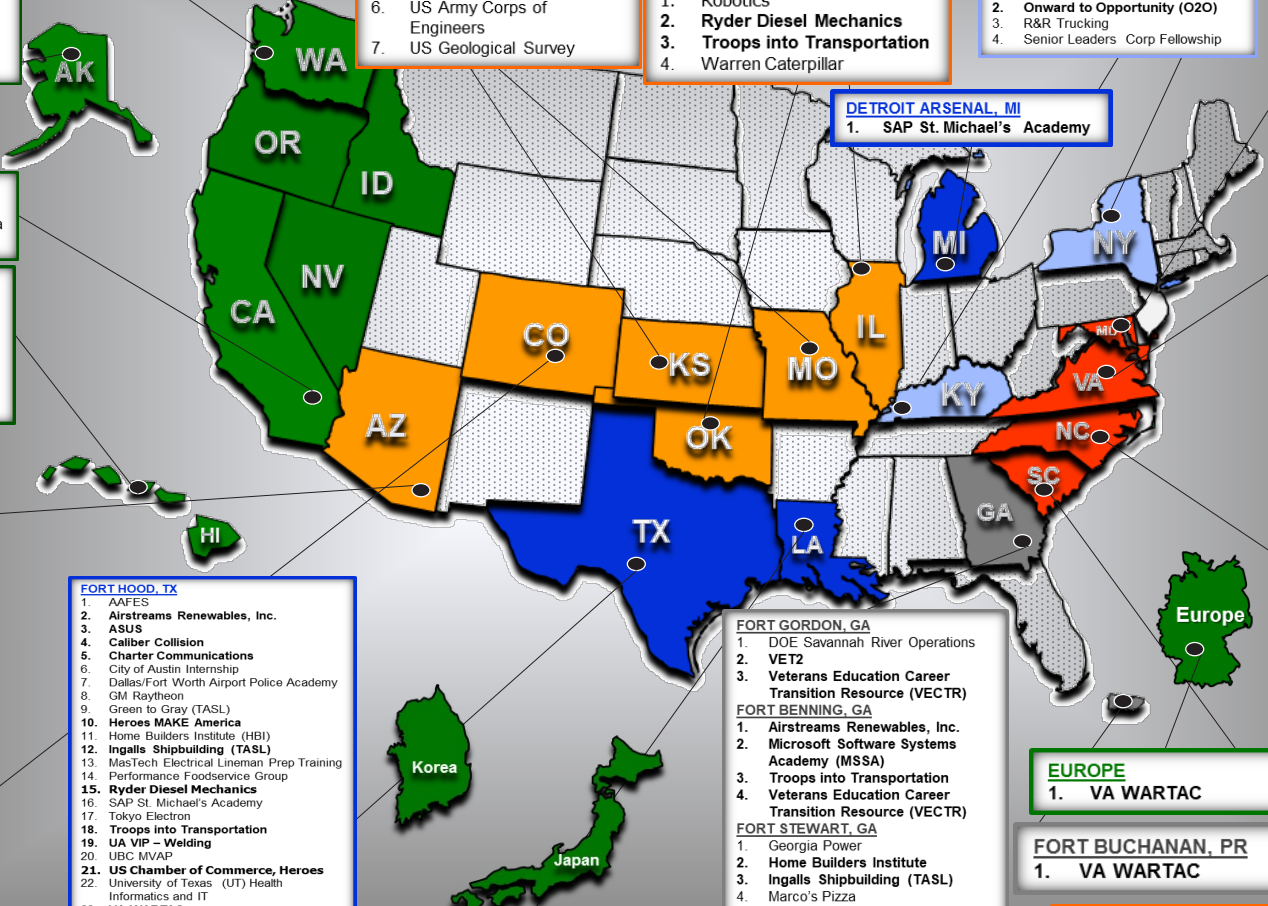 6. US Army Corps of
Engineers
7. US Geological Survey
1. Robotics
2. Ryder Diesel Mechanics
3. Troops into Transportation
4. Warren Caterpillar
2. Onward to Opportunity (O2O)
3. R&R Trucking
4. Senior Leaders Corp Fellowship
DETROIT ARSENAL, MI
1. SAP St. Michael's Academy
AK
WA
OR
ID
NV
CA
CO
KS
MO
IL
MI
NY
MD
VA
KY
NC
SC
AZ
OK
TX
LA
GA
HI
Europe
Korea
Japan
FORT HOOD, TX
1. AAFES
2. Airstreams Renewables, Inc.
3. ASUS
4. Caliber Collision
5. Charter Communications
6. City of Austin Internship
7. Dallas/Fort Worth Airport Police Academy
8. GM Raytheon
9. Green to Gray (TASL)
10. Heroes MAKE America
11. Home Builders Institute (HBI)
12. Ingalls Shipbuilding (TASL)
13. MasTech Electrical Lineman Prep Training
14. Performance Foodservice Group
15. Ryder Diesel Mechanics
16. SAP St. Michael's Academy
17. Tokyo Electron
18. Troops into Transportation
19. UA VIP – Welding
20. UBC MVAP
21. US Chamber of Commerce, Heroes
22. University of Texas (UT) Health
Informatics and IT
FORT GORDON, GA
1. DOE Savannah River Operations
2. VET2
3. Veterans Education Career
Transition Resource (VECTR)
FORT BENNING, GA
1. Airstreams Renewables, Inc.
2. Microsoft Software Systems
Academy (MSSA)
3. Troops into Transportation
4. Veterans Education Career
Transition Resource (VECTR)
FORT STEWART, GA
1. Georgia Power
2. Home Builders Institute
3. Ingalls Shipbuilding (TASL)
4. Marco's Pizza
EUROPE
1. VA WARTAC
FORT BUCHANAN, PR
1. VA WARTAC